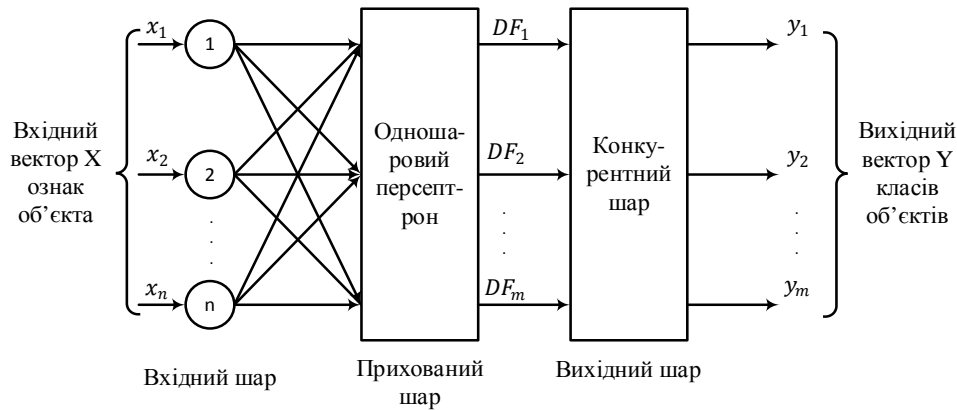 Вхідний
вектор X
ознак
об’єкта
x₁
x₂
xₙ
1
2
n
Вхідний шар
Одноша-
ровий
персепт-
рон
Прихований
шар
DF₁
DF₂
DFₘ
Конку-
рентний
шар
Вихідний шар
y₁
y₂
yₘ
Вихідний
вектор Y
класів
об’єктів